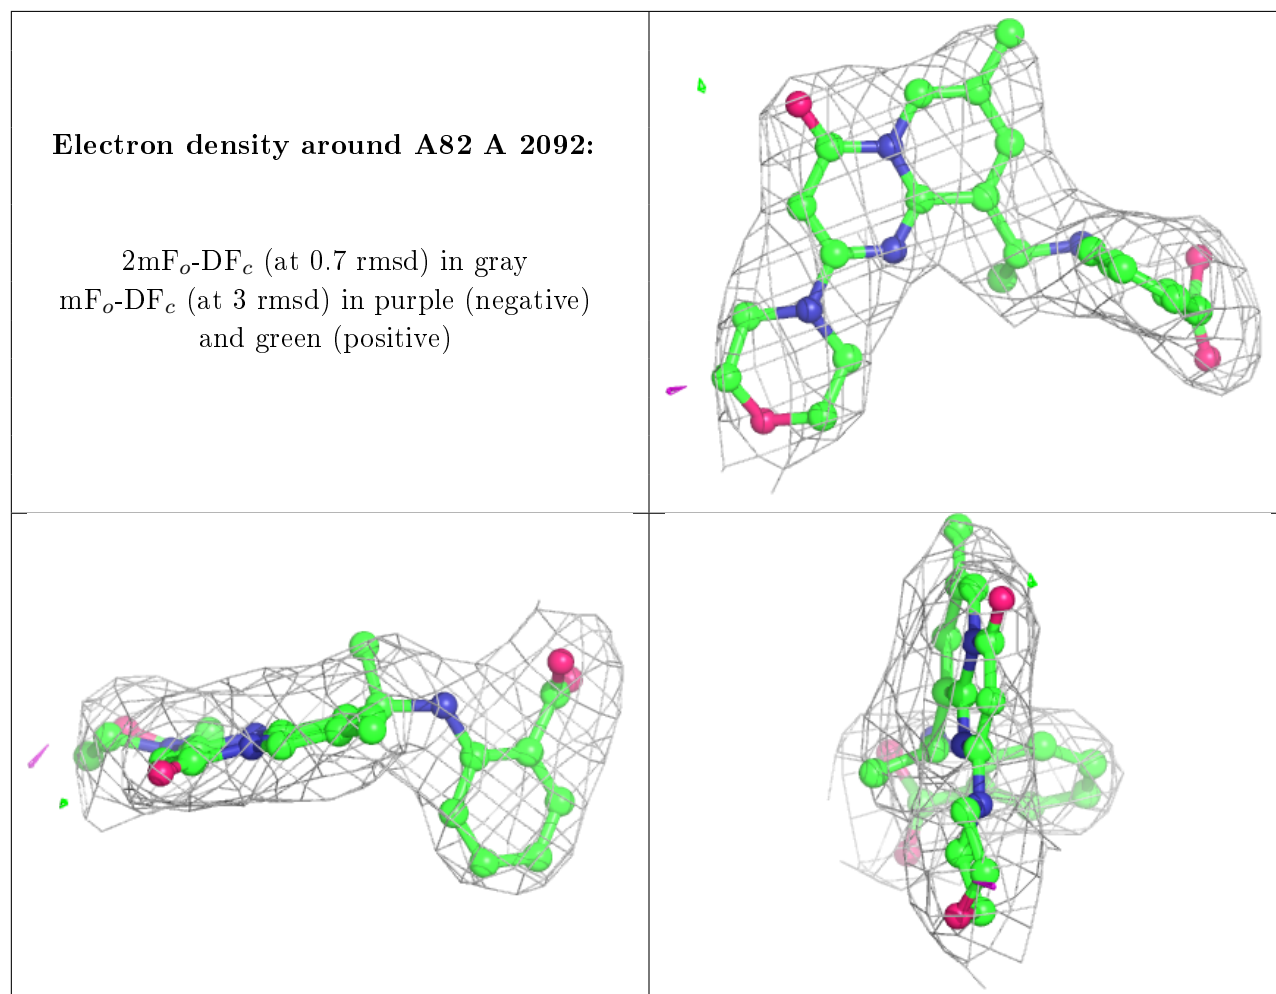 Electron density around A82 A 2092:
2mFo-DFc (at 0.7 rmsd) in gray
mFo-DFc (at 3 rmsd) in purple (negative)
and green (positive)